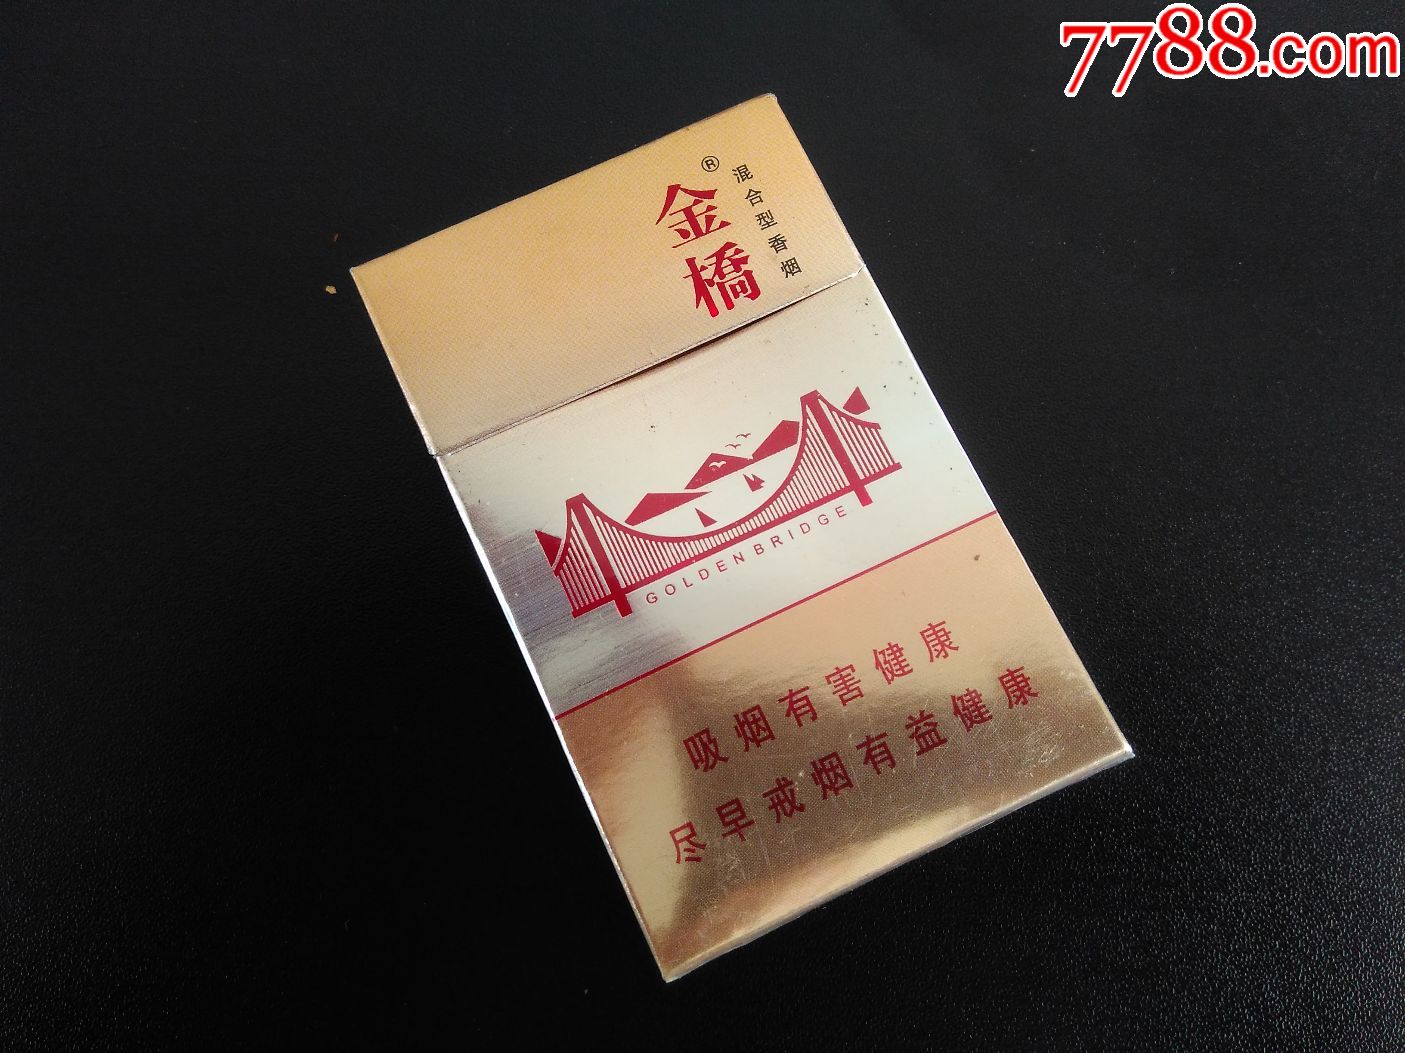 7788.com
®
金橋
混合型香烟
GOLDEN BRIDGE
吸烟有害健康
尽早戒烟有益健康